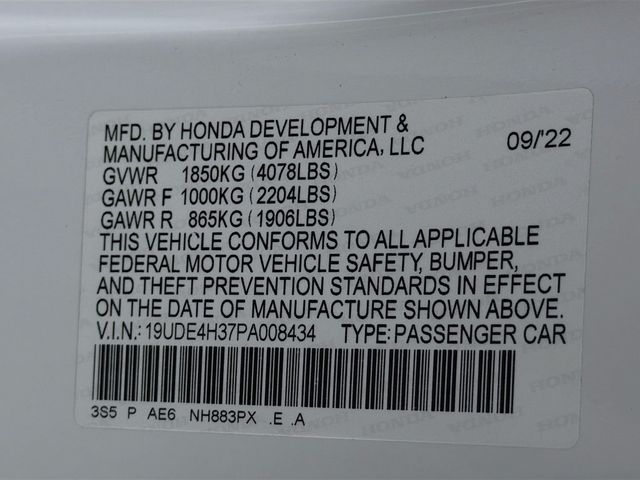 MFD. BY HONDA DEVELOPMENT &
MANUFACTURING OF AMERICA, LLC 09/'22
GVWR 1850KG (4078LBS)
GAWR F 1000KG (2204LBS)
GAWR R 865KG (1906LBS)
THIS VEHICLE CONFORMS TO ALL APPLICABLE
FEDERAL MOTOR VEHICLE SAFETY, BUMPER,
AND THEFT PREVENTION STANDARDS IN EFFECT
ON THE DATE OF MANUFACTURE SHOWN ABOVE.
V.I.N.: 19UDE4H37PA008434 TYPE: PASSENGER CAR
3S5 P AE6 NH883PX .E .A